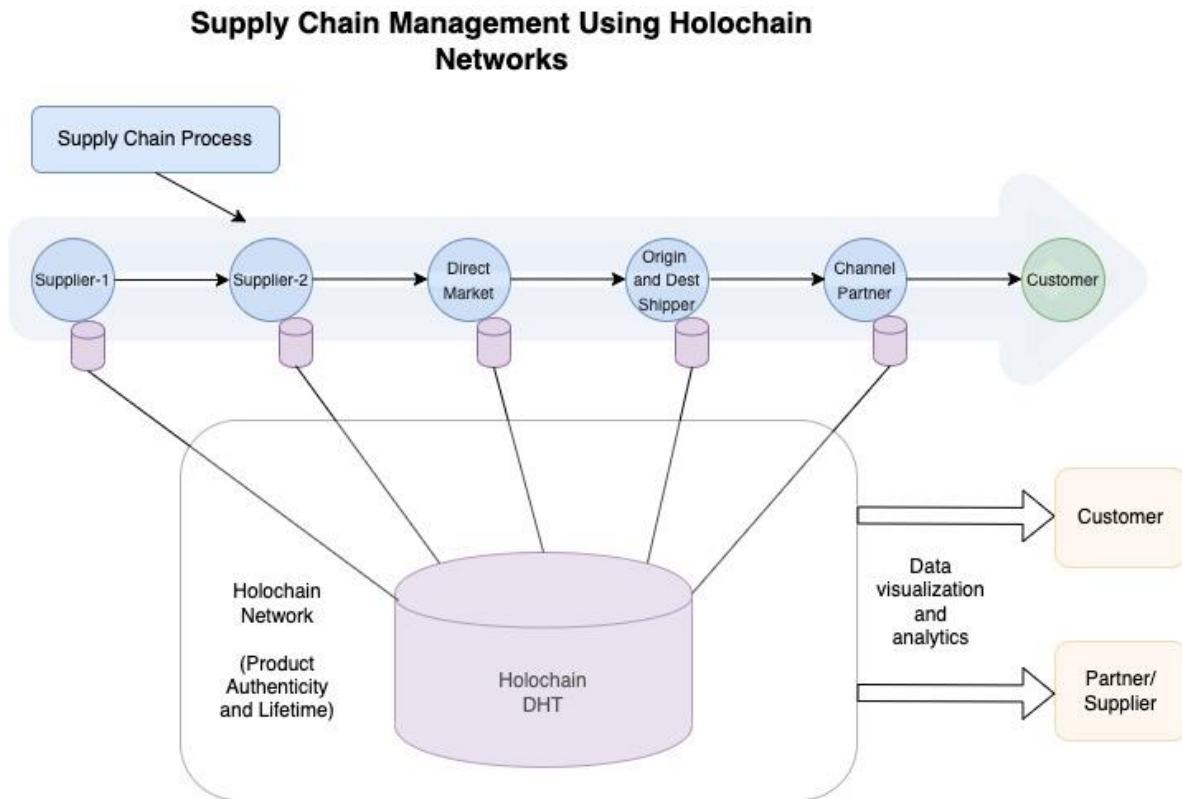 Supply Chain Management Using Holochain
Networks
Supply Chain Process
Supplier-1
Supplier-2
Direct
Market
Origin
and Dest
Shipper
Channel
Partner
Customer
Holochain
Network
(Product
Authenticity
and Lifetime)
Holochain
DHT
Data
visualization
and
analytics
Customer
Partner/
Supplier